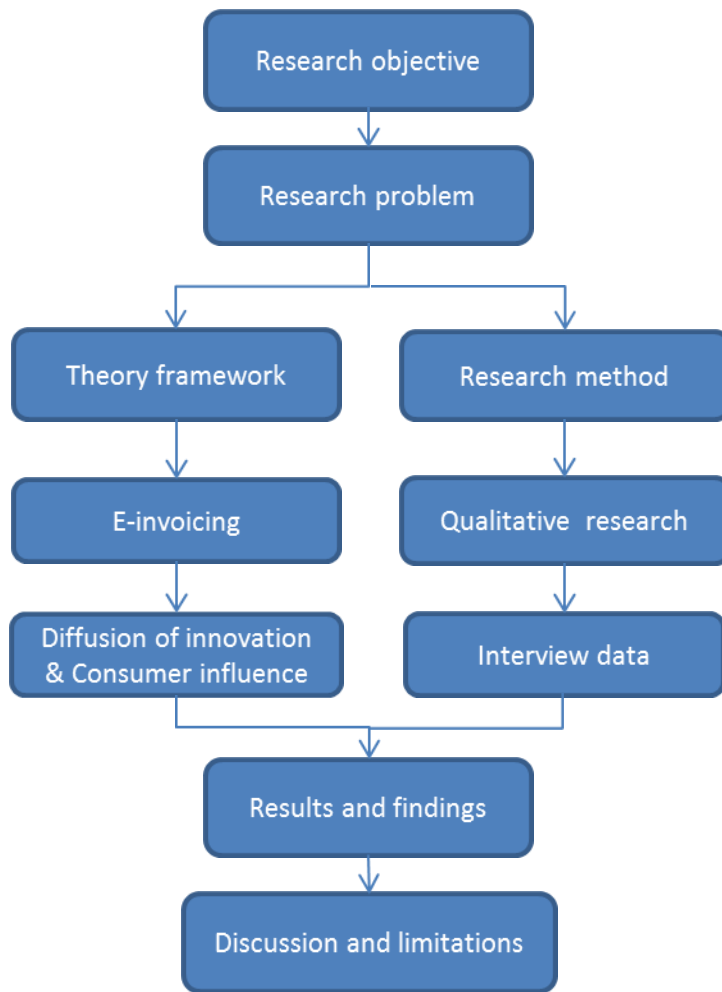 Research objective
Research problem
Theory framework
Research method
E-invoicing
Qualitative research
Diffusion of innovation
& Consumer influence
Interview data
Results and findings
Discussion and limitations